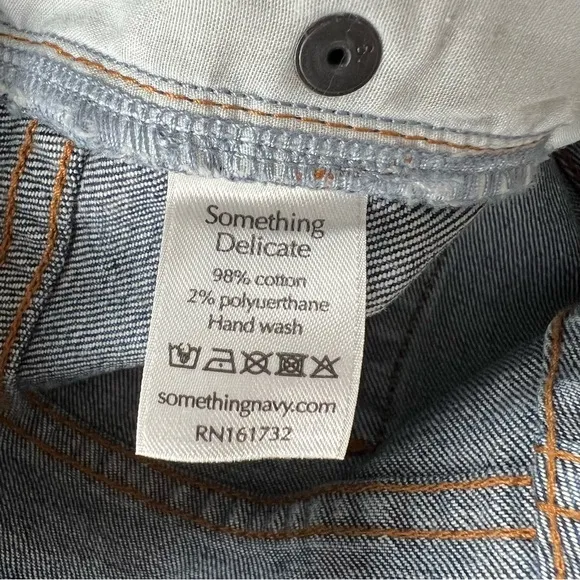 Something
Delicate
98% cotton
2% polyuerthane
Hand wash
somethingnavy.com
RN161732